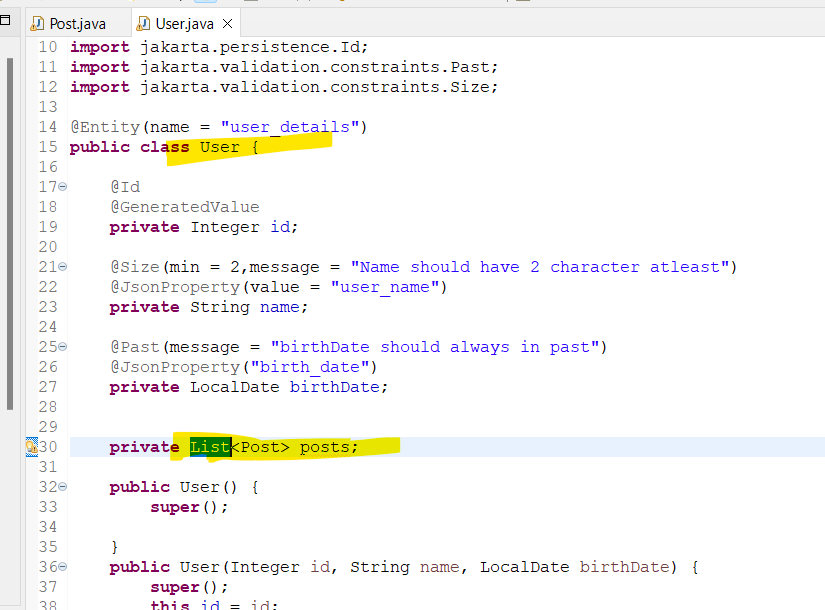 Post.java User.java
10 import jakarta.persistence.Id;
11 import jakarta.validation.constraints.Past;
12 import jakarta.validation.constraints.Size;
13
14 @Entity(name = "user_details")
15 public class User {
16
17 @Id
18 @GeneratedValue
19 private Integer id;
20
21 @Size(min = 2,message = "Name should have 2 character atleast")
22 @JsonProperty(value = "user_name")
23 private String name;
24
25 @Past(message = "birthDate should always in past")
26 @JsonProperty("birth_date")
27 private LocalDate birthDate;
28
29
30 private List<Post> posts;
31
32 public User() {
33 super();
34
35 }
36 public User(Integer id, String name, LocalDate birthDate) {
37 super();
38 this.id = id;